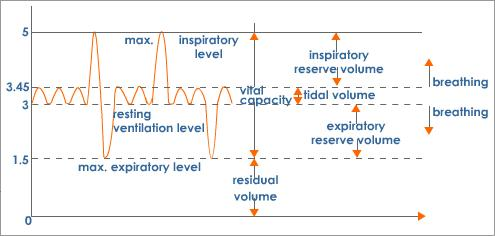 5
max. inspiratory
level
inspiratory
reserve volume
3.45
vital
capacity
tidal volume
breathing
3
breathing
resting
ventilation level
expiratory
reserve volume
1.5
max. expiratory level
residual
volume
0